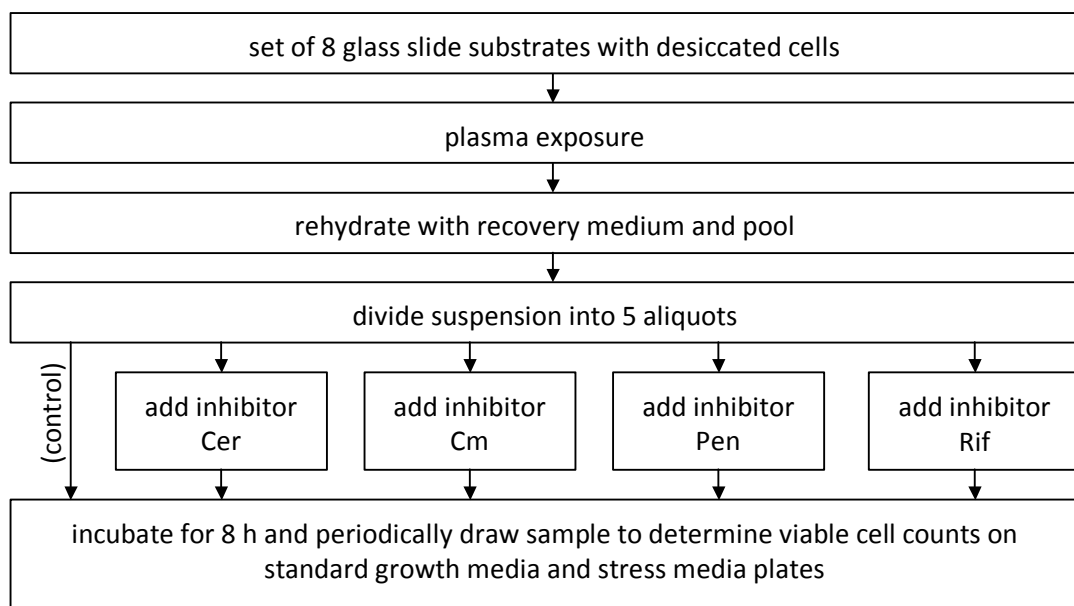 set of 8 glass slide substrates with desiccated cells
plasma exposure
rehydrate with recovery medium and pool
divide suspension into 5 aliquots
(control)
add inhibitor
Cer
add inhibitor
Cm
add inhibitor
Pen
add inhibitor
Rif
incubate for 8 h and periodically draw sample to determine viable cell counts on
standard growth media and stress media plates